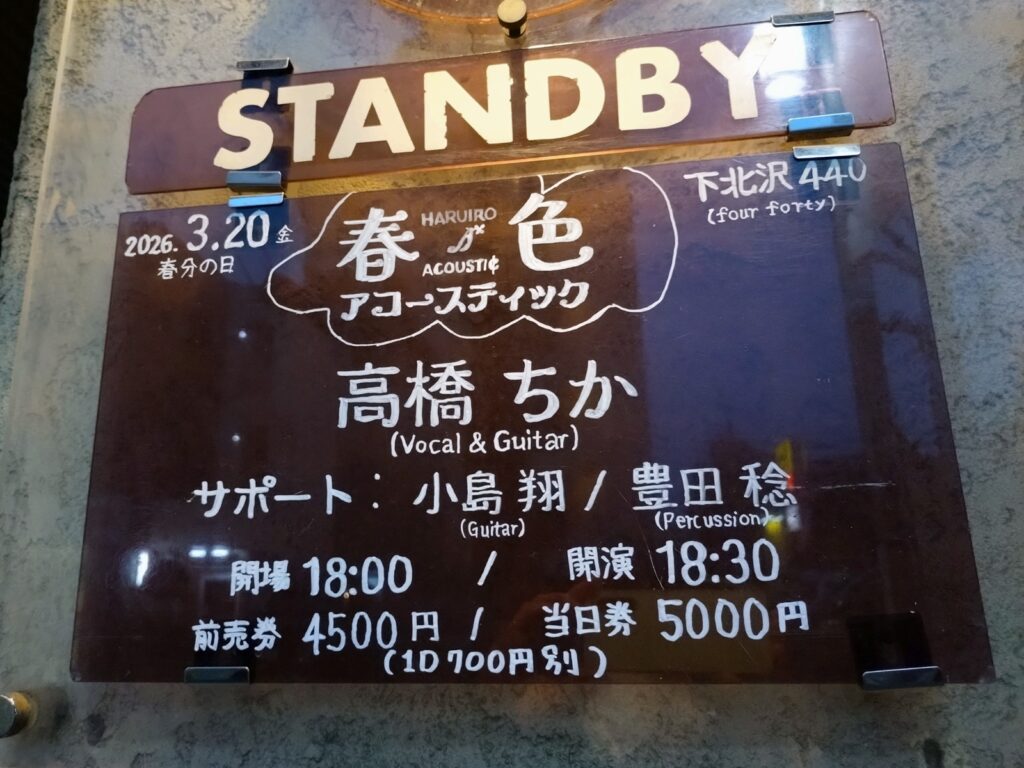 STANDBY
2026. 3.20 金
春分の日
春色
HARUIRO
ACOUSTIC
アコースティック
下北沢 440
(four forty)
高橋 ちか
(Vocal & Guitar)
サポート: 小島 翔 / 豊田 稔
(Guitar) (Percussion)
開場 18:00 / 開演 18:30
前売券 4500円 / 当日券 5000円
(1D 700円 別)